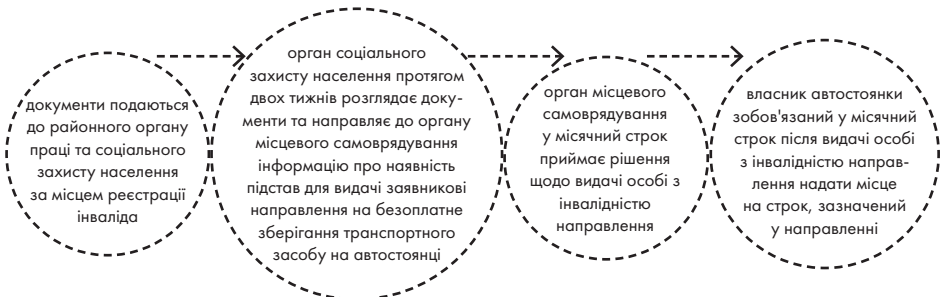 документи подаються
до районного органу
праці та соціального
захисту населення
за місцем реєстрації
інваліда
орган соціального
захисту населення протягом
двох тижнів розглядає доку-
менти та направляє до органу
місцевого самоврядування
інформацію про наявність
підстав для видачі заявникові
направлення на безоплатне
зберігання транспортного
засобу на автостоянці
орган місцевого
самоврядування
у місячний строк
приймає рішення
щодо видачі особі з
інвалідністю
направлення
власник автостоянки
зобов'язаний у місячний
строк після видачі особі
з інвалідністю направ-
лення надати місце
на строк, зазначений
у направленні